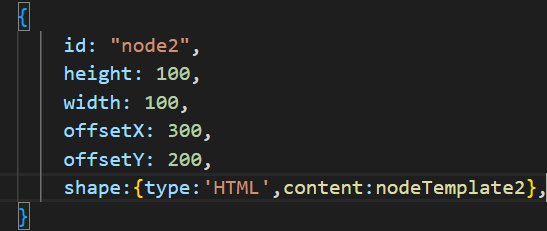 {
id: "node2",
height: 100,
width: 100,
offsetX: 300,
offsetY: 200,
shape:{type:'HTML',content:nodeTemplate2},
}